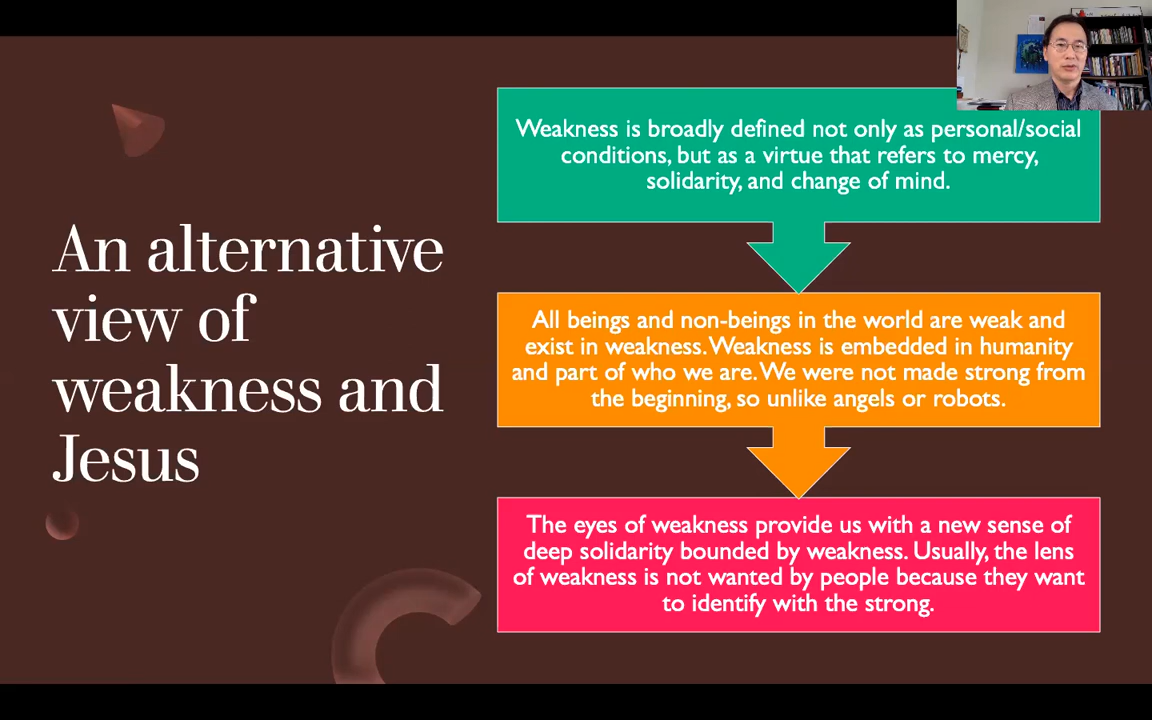 An alternative
view of
weakness and
Jesus
Weakness is broadly defined not only as personal/social
conditions, but as a virtue that refers to mercy,
solidarity, and change of mind.
All beings and non-beings in the world are weak and
exist in weakness. Weakness is embedded in humanity
and part of who we are. We were not made strong from
the beginning, so unlike angels or robots.
The eyes of weakness provide us with a new sense of
deep solidarity bounded by weakness. Usually, the lens
of weakness is not wanted by people because they want
to identify with the strong.